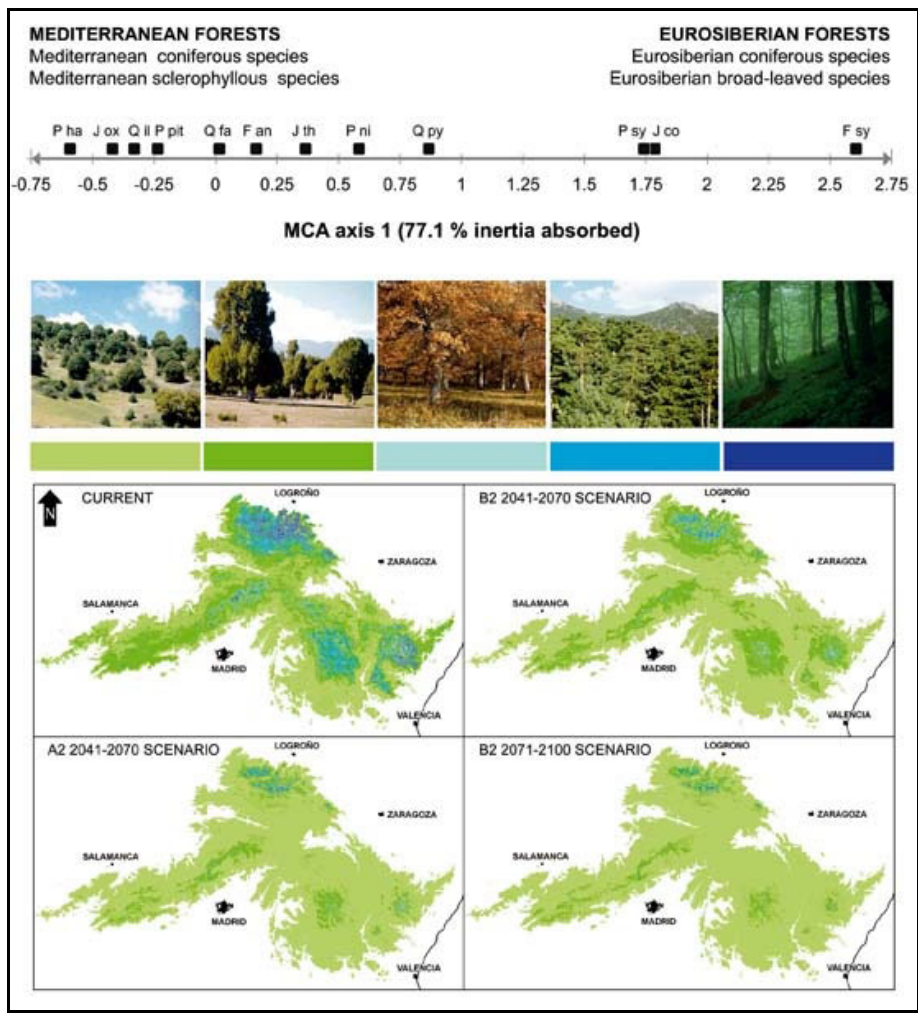 MEDITERRANEAN FORESTS
Mediterranean coniferous species
Mediterranean sclerophyllous species
EUROSIBERIAN FORESTS
Eurosiberian coniferous species
Eurosiberian broad-leaved species
P ha J ox Q il P pit Q fa F an J th P ni Q py P sy J co F sy
-0.75 -0.5 -0.25 0 0.25 0.5 0.75 1 1.25 1.5 1.75 2 2.25 2.5 2.75
MCA axis 1 (77.1 % inertia absorbed)
N
CURRENT
LOGROÑO
ZARAGOZA
SALAMANCA
MADRID
VALENCIA
B2 2041-2070 SCENARIO
LOGROÑO
ZARAGOZA
SALAMANCA
MADRID
VALENCIA
A2 2041-2070 SCENARIO
LOGROÑO
ZARAGOZA
SALAMANCA
MADRID
VALENCIA
B2 2071-2100 SCENARIO
LOGROÑO
ZARAGOZA
SALAMANCA
MADRID
VALENCIA